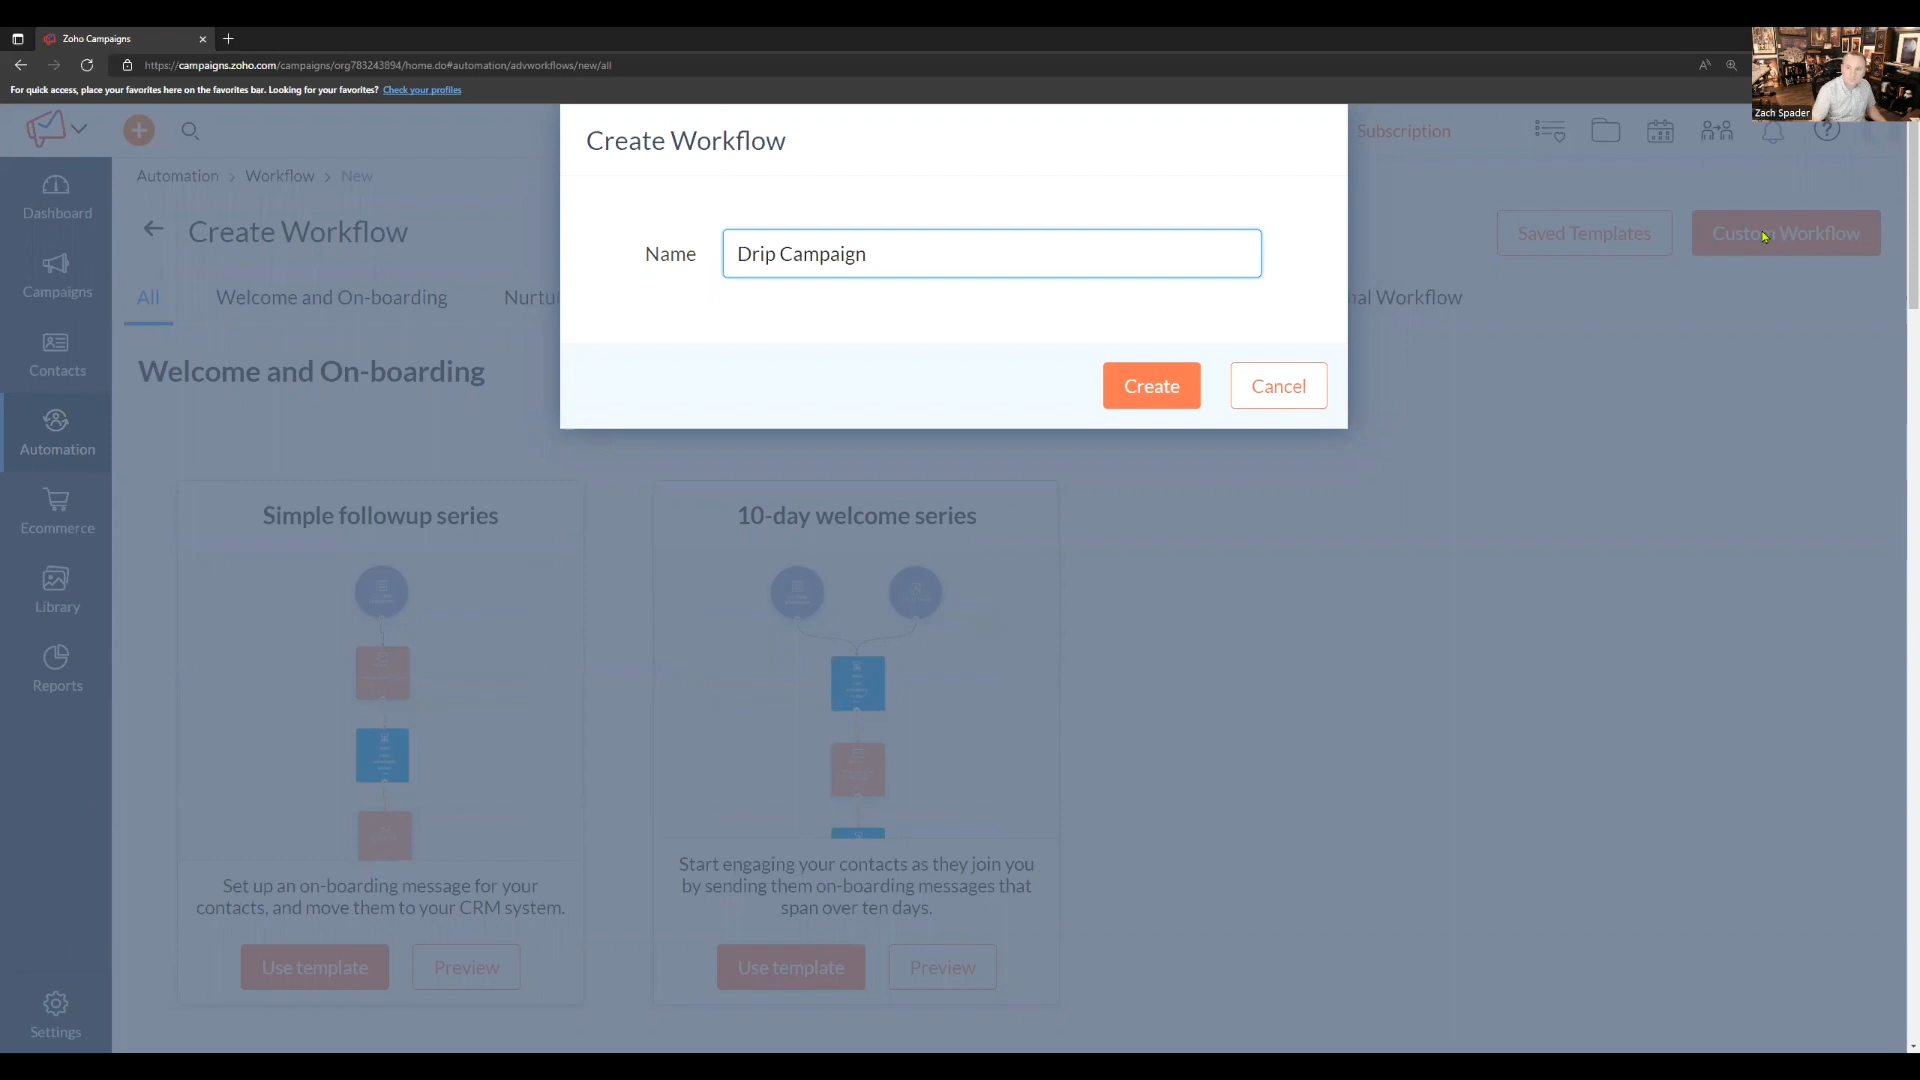 Zoho Campaigns
https://campaigns.zoho.com/campaigns/org783243894/home.do#automation/advworkflows/new/all
For quick access, place your favorites here on the favorites bar. Looking for your favorites? Check your profiles
Zach Spader
Create Workflow
Subscription
Automation > Workflow > New
Dashboard
Create Workflow
Saved Templates
Custom Workflow
Name
Drip Campaign
Campaigns
All
Welcome and On-boarding
Workflow
Contacts
Welcome and On-boarding
Create
Cancel
Automation
Ecommerce
Simple followup series
10-day welcome series
Library
Reports
Set up an on-boarding message for your
contacts, and move them to your CRM system.
Start engaging your contacts as they join you
by sending them on-boarding messages that
span over ten days.
Use template
Preview
Use template
Preview
Settings